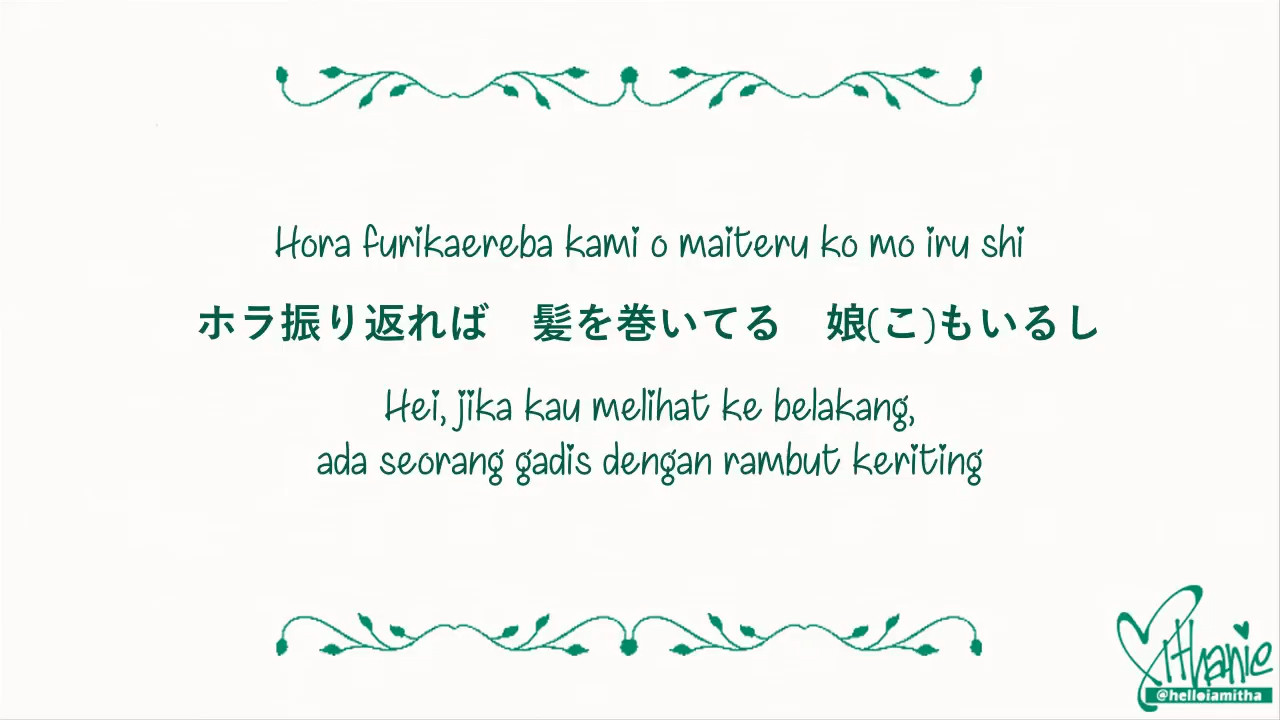 Hora furikaereba kami o maiteru ko mo iru shi
ホラ振り返れば　髪を巻いてる　娘(こ)もいるし
Hei, jika kau melihat ke belakang,
ada seorang gadis dengan rambut keriting
Mithanie
@helloiamitha